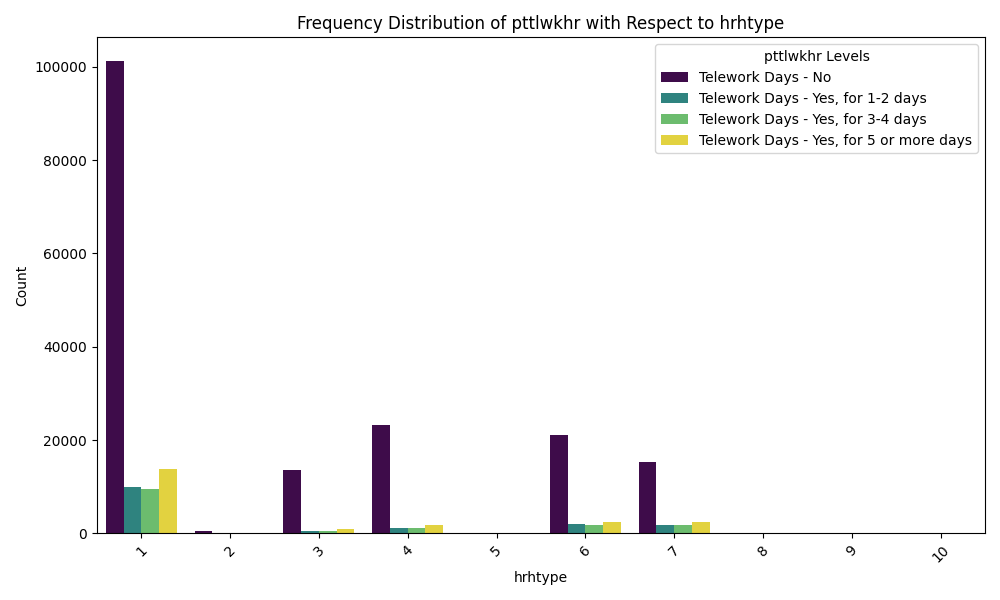 Frequency Distribution of pttlwkhr with Respect to hrhtype
pttlwkhr Levels
Telework Days - No
Telework Days - Yes, for 1-2 days
Telework Days - Yes, for 3-4 days
Telework Days - Yes, for 5 or more days
Count
100000
80000
60000
40000
20000
0
1 2 3 4 5 6 7 8 9 10
hrhtype